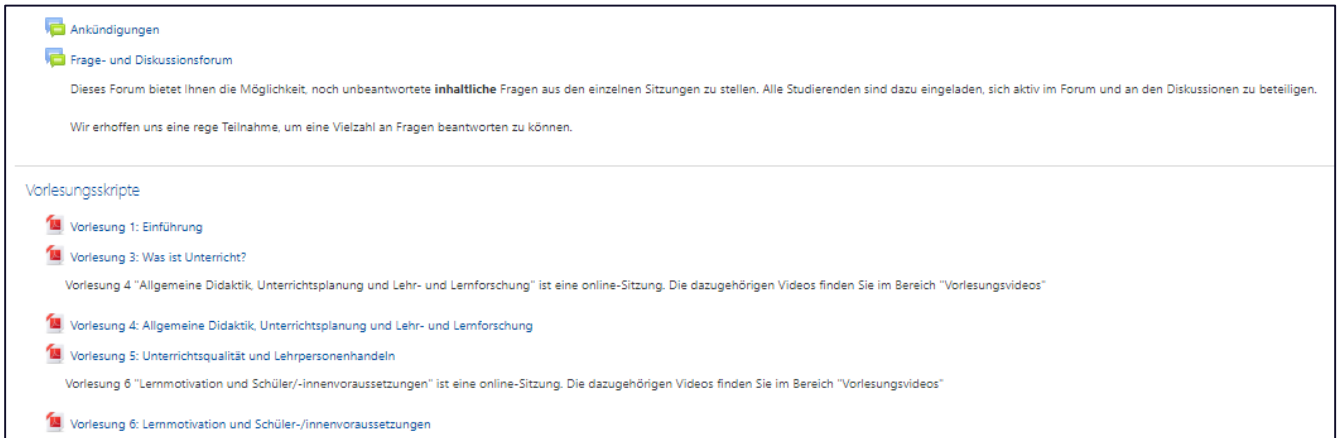 Ankündigungen
Frage- und Diskussionsforum
Dieses Forum bietet Ihnen die Möglichkeit, noch unbeantwortete inhaltliche Fragen aus den einzelnen Sitzungen zu stellen. Alle Studierenden sind dazu eingeladen, sich aktiv im Forum und an den Diskussionen zu beteiligen.
Wir erhoffen uns eine rege Teilnahme, um eine Vielzahl an Fragen beantworten zu können.
Vorlesungsskripte
Vorlesung 1: Einführung
Vorlesung 3: Was ist Unterricht?
Vorlesung 4 "Allgemeine Didaktik, Unterrichtsplanung und Lehr- und Lernforschung" ist eine online-Sitzung. Die dazugehörigen Videos finden Sie im Bereich "Vorlesungsvideos"
Vorlesung 4: Allgemeine Didaktik, Unterrichtsplanung und Lehr- und Lernforschung
Vorlesung 5: Unterrichtsqualität und Lehrpersonenhandeln
Vorlesung 6 "Lernmotivation und Schüler/-innenvoraussetzungen" ist eine online-Sitzung. Die dazugehörigen Videos finden Sie im Bereich "Vorlesungsvideos"
Vorlesung 6: Lernmotivation und Schüler-/innenvoraussetzungen